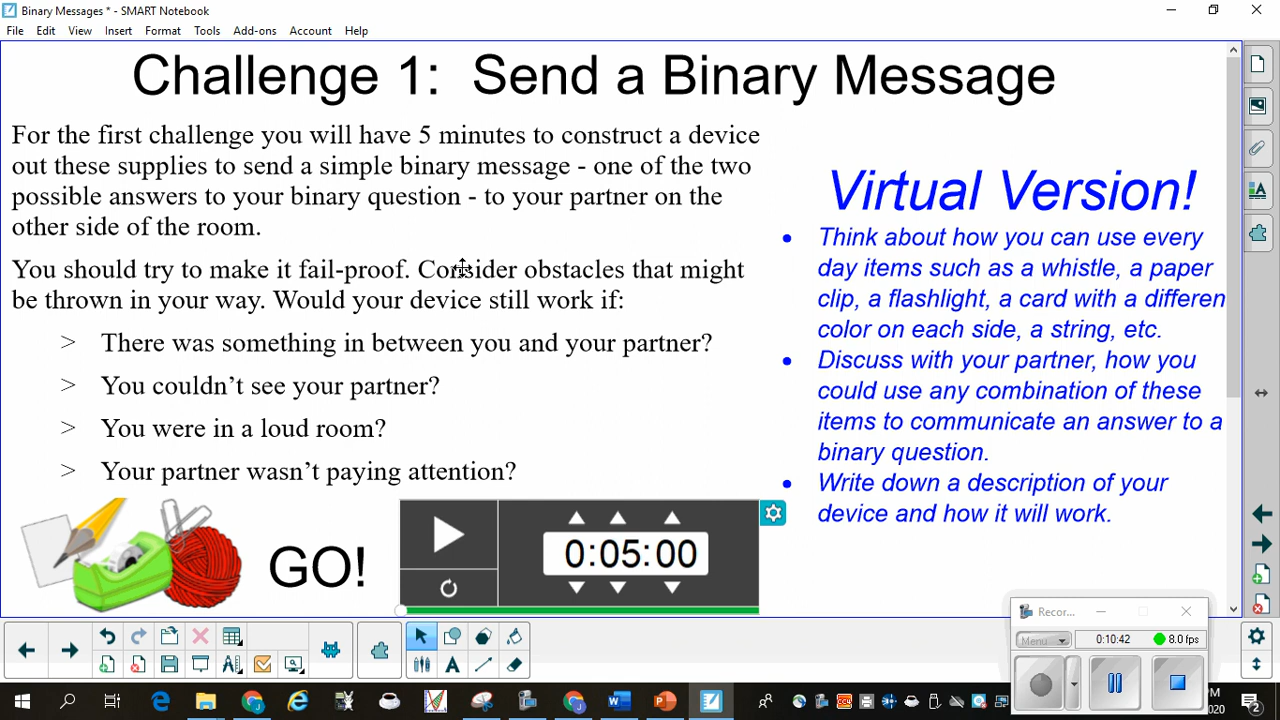 Binary Messages * - SMART Notebook
File Edit View Insert Format Tools Add-ons Account Help
Challenge 1: Send a Binary Message
For the first challenge you will have 5 minutes to construct a device
out these supplies to send a simple binary message - one of the two
possible answers to your binary question - to your partner on the
other side of the room.
You should try to make it fail-proof. Consider obstacles that might
be thrown in your way. Would your device still work if:
> There was something in between you and your partner?
> You couldn't see your partner?
> You were in a loud room?
> Your partner wasn't paying attention?
GO!
0:05:00
Virtual Version!
• Think about how you can use every
day items such as a whistle, a paper
clip, a flashlight, a card with a differen
color on each side, a string, etc.
• Discuss with your partner, how you
could use any combination of these
items to communicate an answer to a
binary question.
• Write down a description of your
device and how it will work.
Recor...
Menu 0:10:42 8.0 fps
PM
2020
2